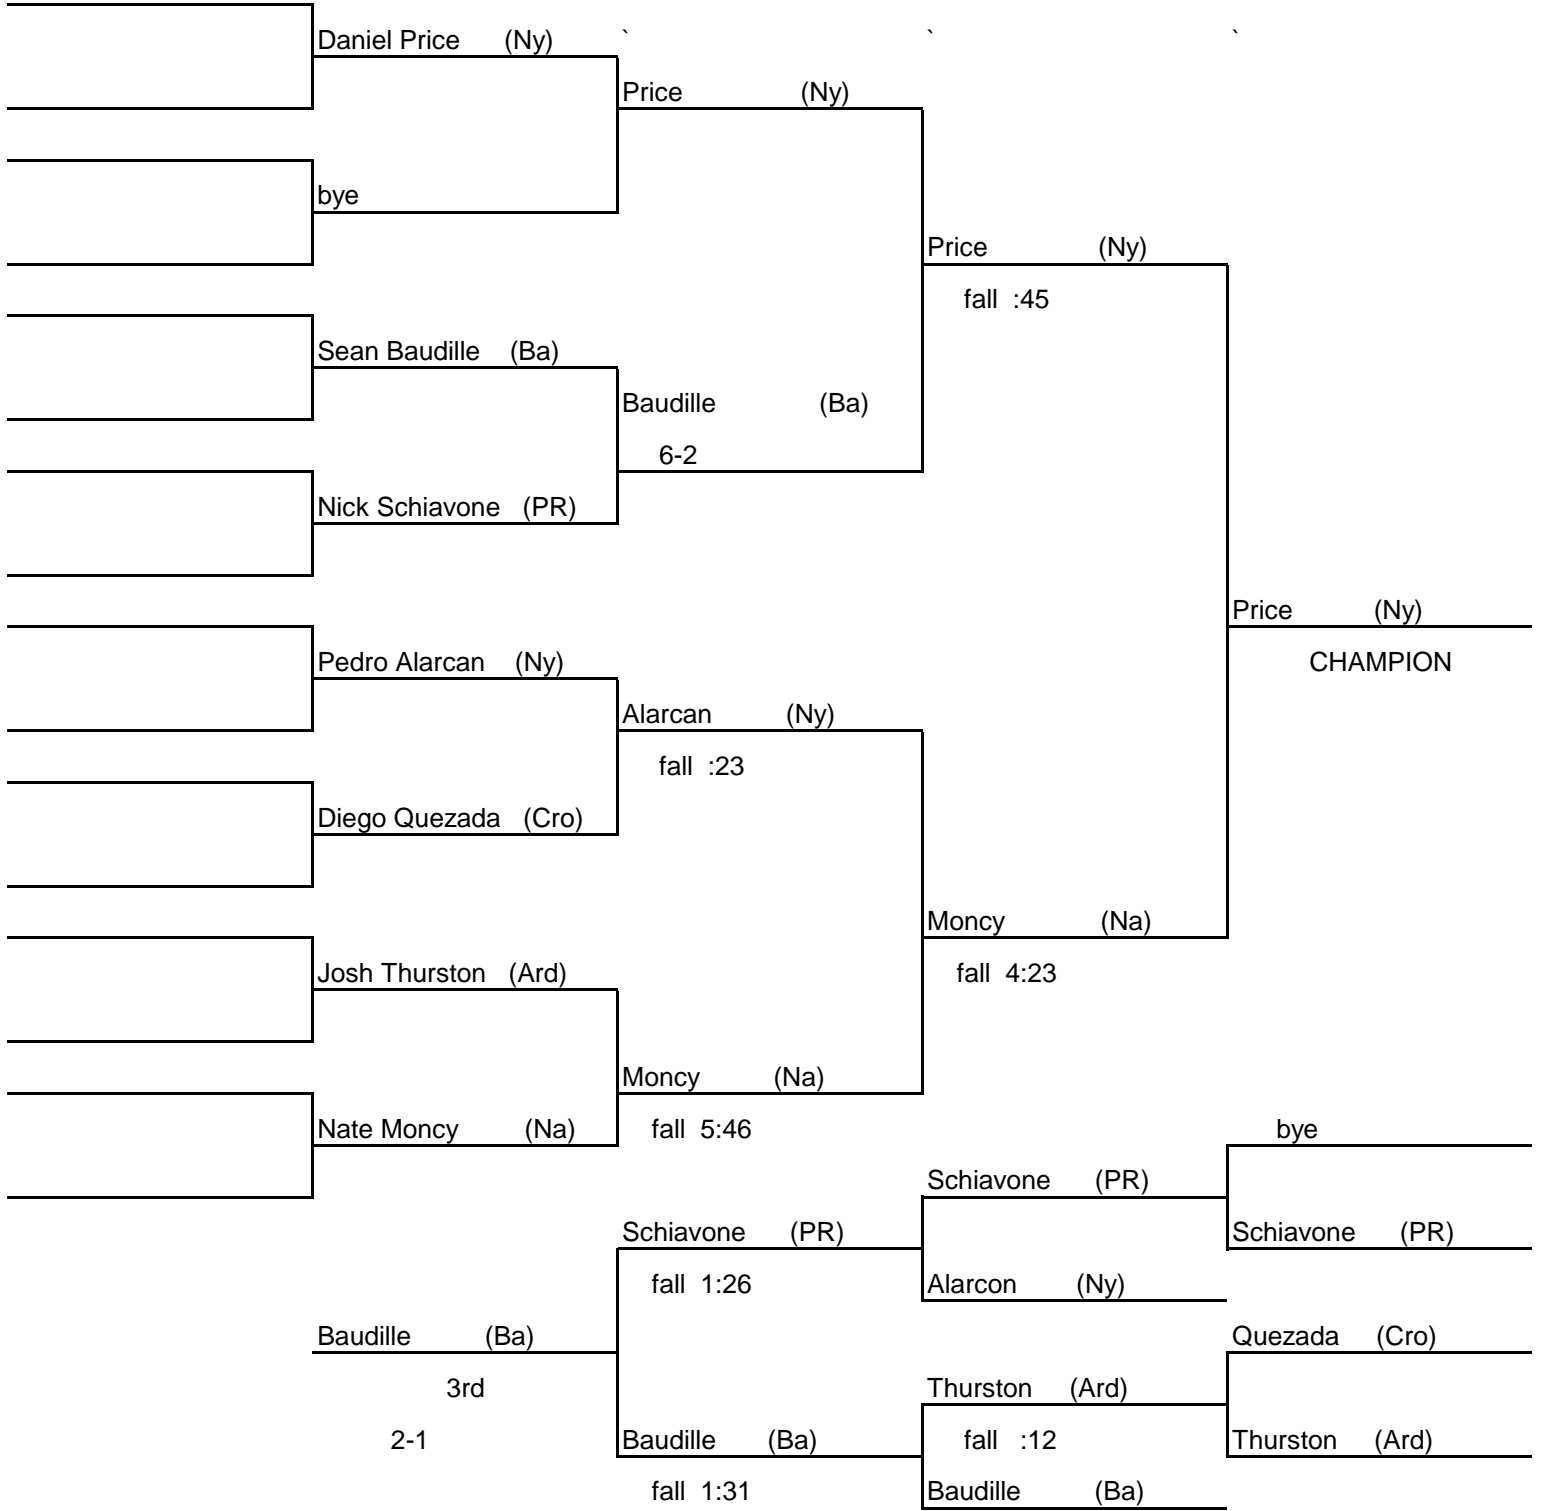 Daniel Price (Ny) ` ` `
Price (Ny)
bye
Price (Ny)
fall :45
Sean Baudille (Ba)
Baudille (Ba)
6-2
Nick Schiavone (PR)
Price (Ny)
Pedro Alarcan (Ny)
CHAMPION
Alarcan (Ny)
fall :23
Diego Quezada (Cro)
Moncy (Na)
Josh Thurston (Ard)
fall 4:23
Moncy (Na)
Nate Moncy (Na)
fall 5:46
bye
Schiavone (PR)
Schiavone (PR)
Schiavone (PR)
fall 1:26
Alarcon (Ny)
Baudille (Ba)
Quezada (Cro)
3rd
Thurston (Ard)
2-1
Baudille (Ba)
fall :12
Thurston (Ard)
fall 1:31
Baudille (Ba)